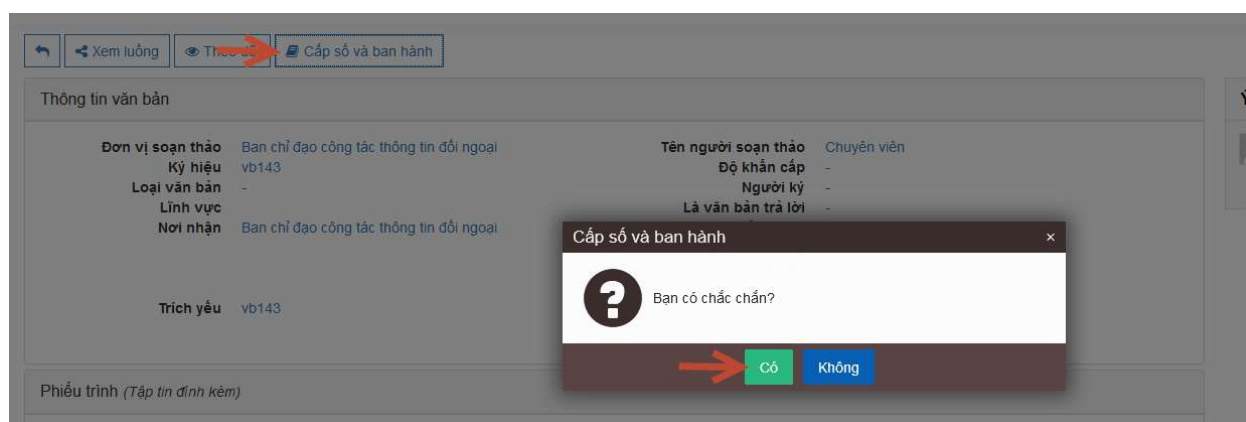 Xem luồng
Cấp số và ban hành
Thông tin văn bản
Ý
Đơn vị soạn thảo Ban chỉ đạo công tác thông tin đối ngoại
Tên người soạn thảo Chuyên viên
Ký hiệu vb143
Độ khẩn cấp -
Loại văn bản -
Người ký -
Lĩnh vực
Là văn bản trả lời -
Nơi nhận Ban chỉ đạo công tác thông tin đối ngoại
Cấp số và ban hành ×
Bạn có chắc chắn?
Trích yếu vb143
Có Không
Phiếu trình (Tập tin đính kèm)